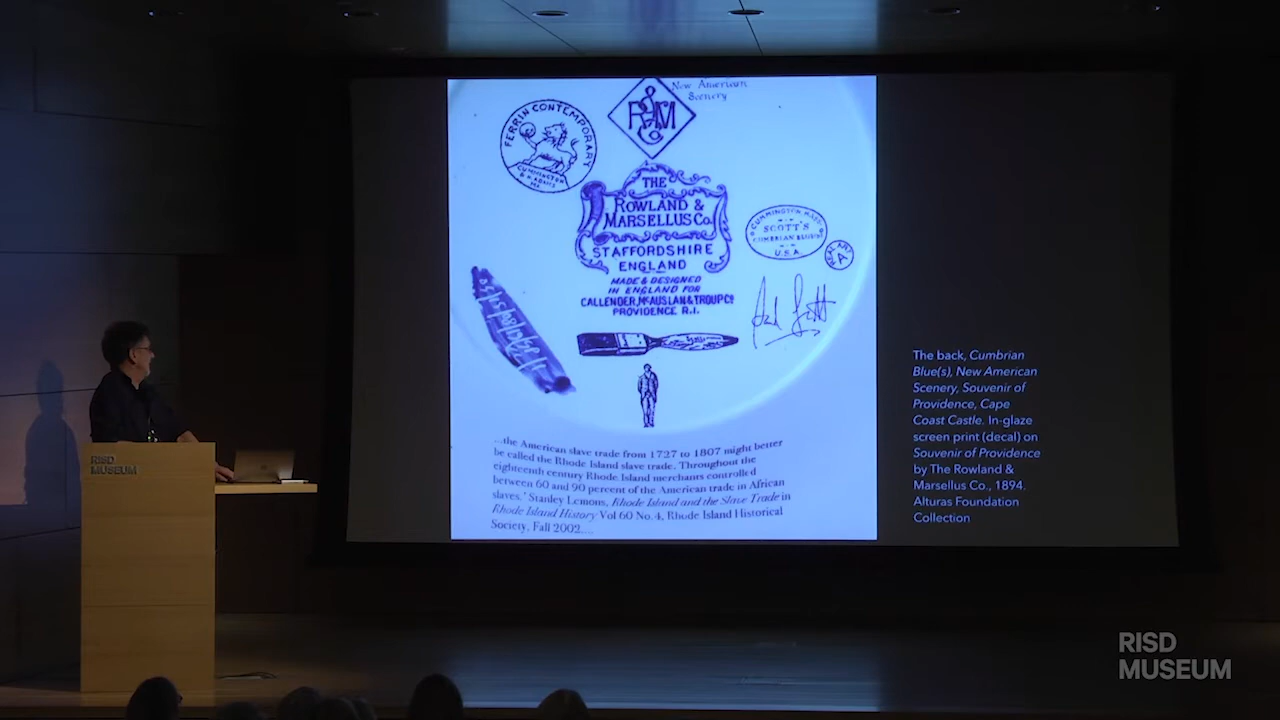 New American
Scenery
R & M
Co
FERRIN CONTEMPORARY
CUMMINGTON
THE
ROWLAND &
MARSELLUS Co.
STAFFORDSHIRE
ENGLAND
MADE & DESIGNED
IN ENGLAND FOR
CALLENDER, McAUSLAN & TROUP Co
PROVIDENCE R.I.
CUMMINGTON MASS.
SCOTT'S
CUMBRIAN BLUE(S)
U.S.A.
REAL ART
A
...the American slave trade from 1727 to 1807 might better
be called the Rhode Island slave trade. Throughout the
eighteenth century Rhode Island merchants controlled
between 60 and 90 percent of the American trade in African
slaves.' Stanley Lemons, Rhode Island and the Slave Trade in
Rhode Island History Vol 60 No. 4, Rhode Island Historical
Society, Fall 2002....
The back, Cumbrian
Blue(s), New American
Scenery, Souvenir of
Providence, Cape
Coast Castle. In-glaze
screen print (decal) on
Souvenir of Providence
by The Rowland &
Marsellus Co., 1894.
Alturas Foundation
Collection
RISD
MUSEUM
RISD
MUSEUM